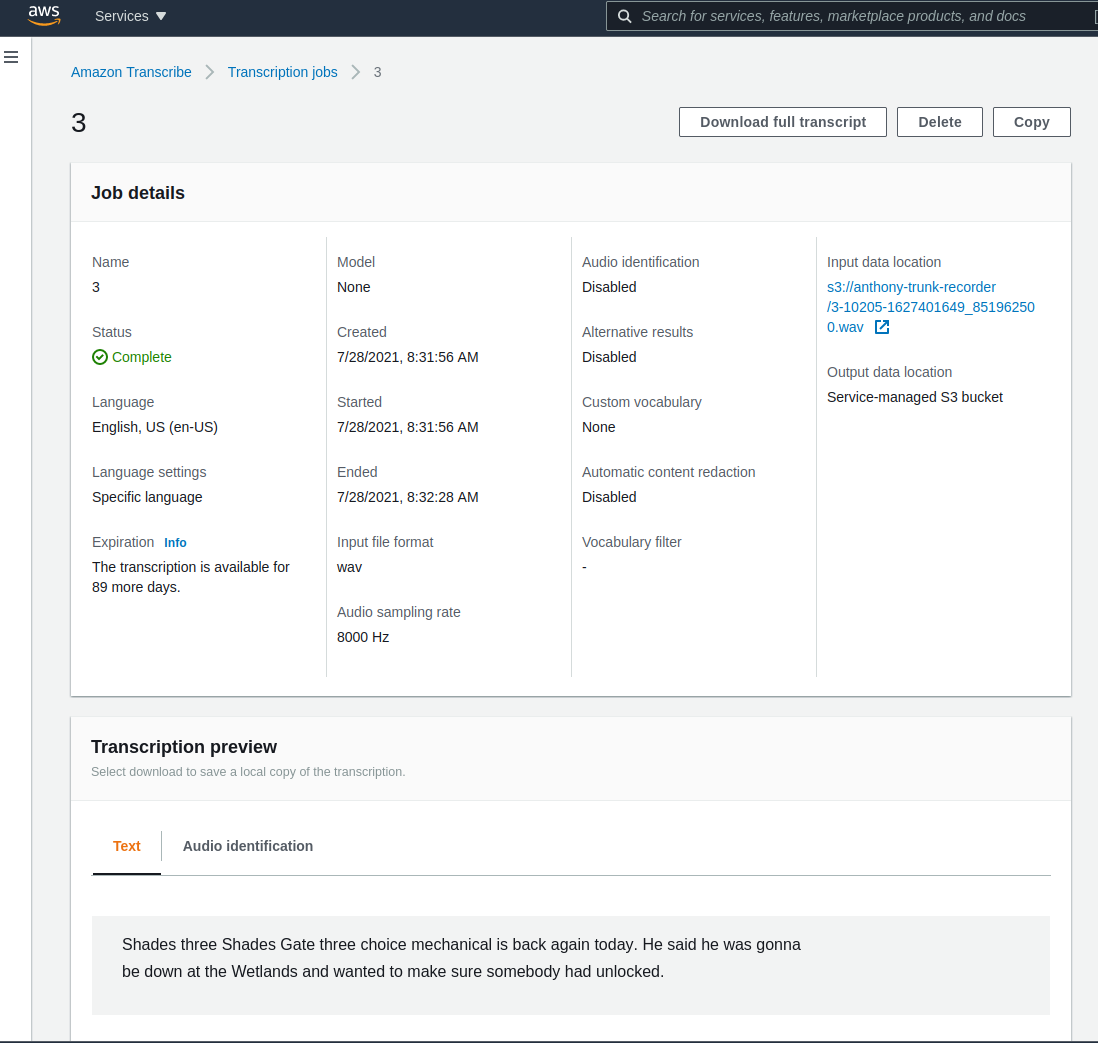 aws
Services
Search for services, features, marketplace products, and docs
Amazon Transcribe
Transcription jobs
3
3
Download full transcript
Delete
Copy
Job details
Name
3
Status
Complete
Language
English, US (en-US)
Language settings
Specific language
Expiration Info
The transcription is available for
89 more days.
Model
None
Created
7/28/2021, 8:31:56 AM
Started
7/28/2021, 8:31:56 AM
Ended
7/28/2021, 8:32:28 AM
Input file format
wav
Audio sampling rate
8000 Hz
Audio identification
Disabled
Alternative results
Disabled
Custom vocabulary
None
Automatic content redaction
Disabled
Vocabulary filter
-
Input data location
s3://anthony-trunk-recorder
/3-10205-1627401649_85196250
0.wav
Output data location
Service-managed S3 bucket
Transcription preview
Select download to save a local copy of the transcription.
Text
Audio identification
Shades three Shades Gate three choice mechanical is back again today. He said he was gonna
be down at the Wetlands and wanted to make sure somebody had unlocked.